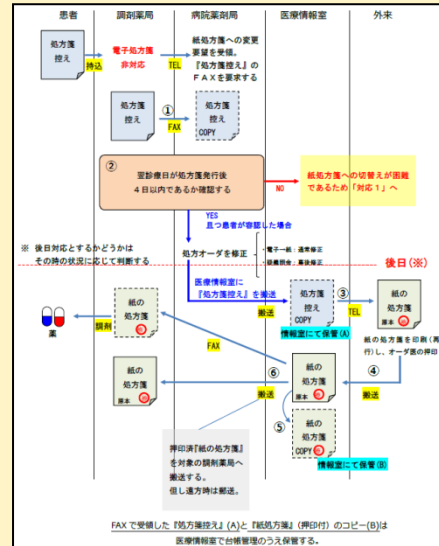 患者
調剤薬局
病院薬剤局
医療情報室
外来
処方箋
控え
持込
電子処方箋
非対応
TEL
紙処方箋への変更
要望を受領。
『処方箋控え』の
FAXを要求する
処方箋
控え
①
FAX
処方箋
控え
COPY
②
翌診療日が処方箋発行後
4日以内であるか確認する
NO
紙処方箋への切替えが困難
であるため「対応1」へ
YES
且つ患者が容認した場合
※ 後日対応とするかどうかは
その時の状況に応じて判断する
処方オーダを修正
・電子→紙:通常修正
・疑義照会:事後修正
後日(※)
医療情報室に
『処方箋控え』を搬送
搬送
処方箋
控え
COPY
情報室にて保管(A)
③
TEL
紙の
処方箋
原本
薬
調剤
紙の
処方箋
FAX
紙の処方箋を印刷(再発
行)し、オーダ医の押印
④
搬送
紙の
処方箋
原本
⑥
搬送
紙の
処方箋
原本
⑤
紙の
処方箋
COPY
情報室にて保管(B)
押印済『紙の処方箋』
を対象の調剤薬局へ
搬送する。
但し遠方時は郵送。
FAXで受領した『処方箋控え』(A)と『紙処方箋』(押印付)のコピー(B)は
医療情報室で台帳管理のうえ保管する。